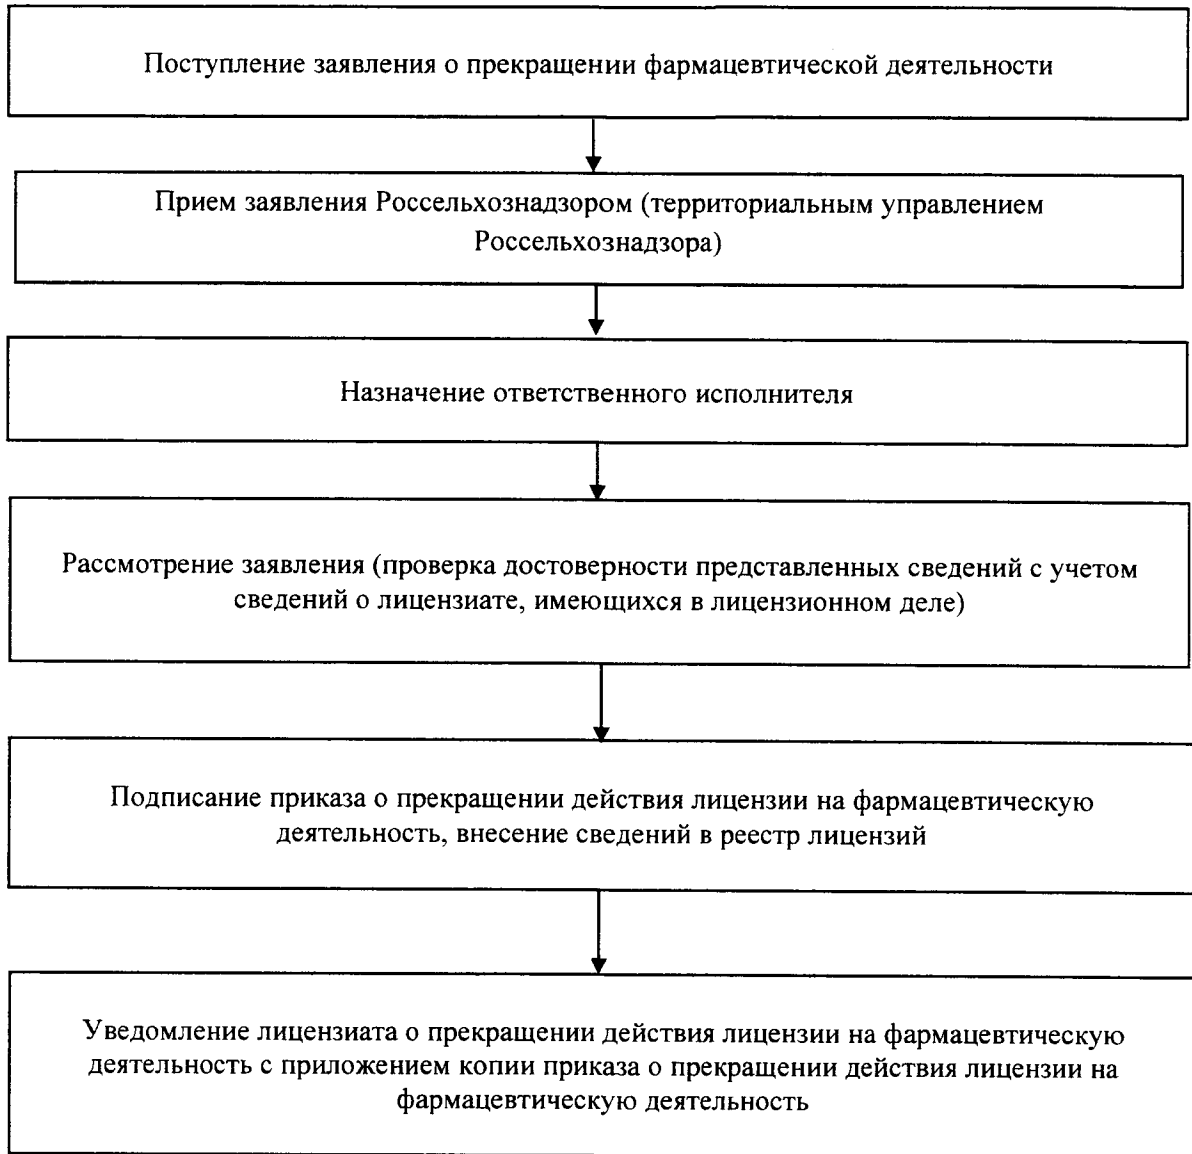 Поступление заявления о прекращении фармацевтической деятельности
Прием заявления Россельхознадзором (территориальным управлением
Россельхознадзора)
Назначение ответственного исполнителя
Рассмотрение заявления (проверка достоверности представленных сведений с учетом
сведений о лицензиате, имеющихся в лицензионном деле)
Подписание приказа о прекращении действия лицензии на фармацевтическую
деятельность, внесение сведений в реестр лицензий
Уведомление лицензиата о прекращении действия лицензии на фармацевтическую
деятельность с приложением копии приказа о прекращении действия лицензии на
фармацевтическую деятельность